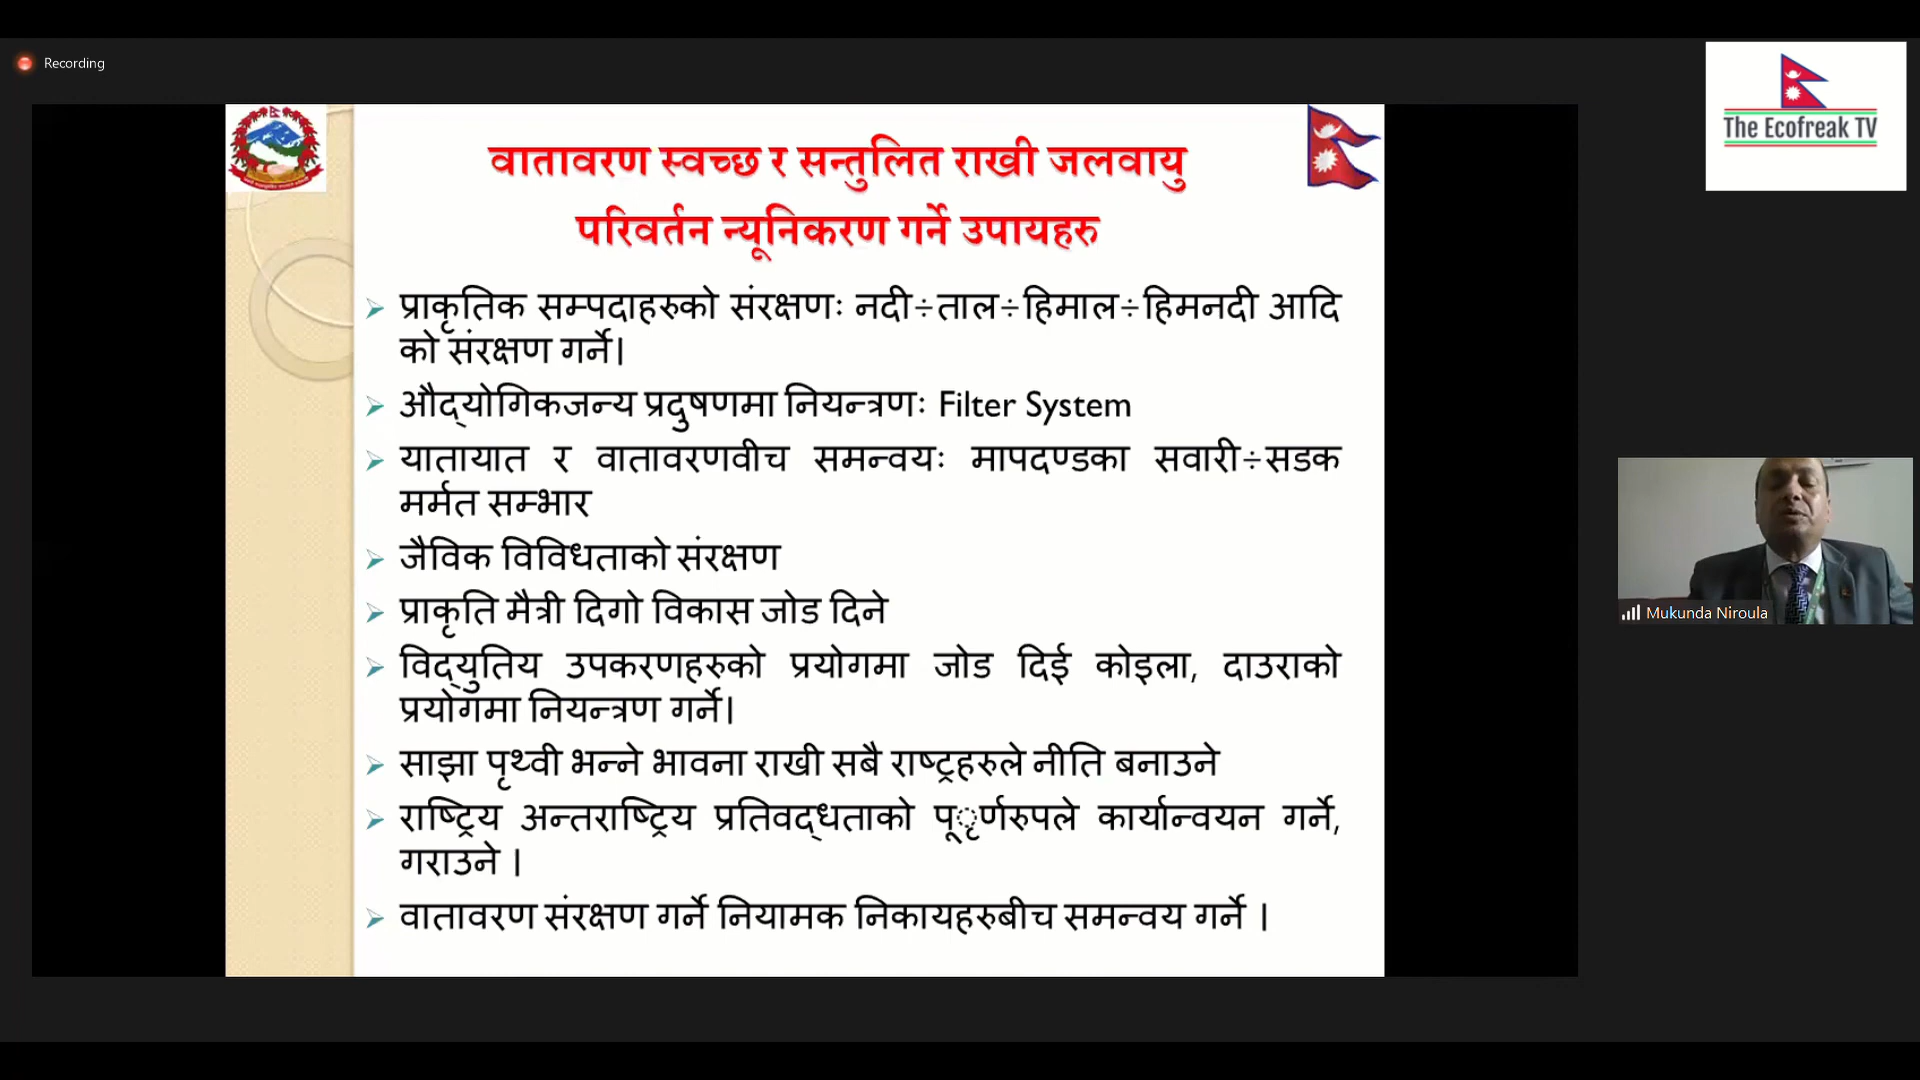 Recording
The Ecofreak TV
वातावरण स्वच्छ र सन्तुलित राखी जलवायु
परिवर्तन न्यूनिकरण गर्ने उपायहरु
➢ प्राकृतिक सम्पदाहरुको संरक्षणः नदी÷ताल÷हिमाल÷हिमनदी आदि
को संरक्षण गर्ने।
➢ औद्योगिकजन्य प्रदुषणमा नियन्त्रणः Filter System
➢ यातायात र वातावरणवीच समन्वयः मापदण्डका सवारी÷सडक
मर्मत सम्भार
➢ जैविक विविधताको संरक्षण
➢ प्राकृति मैत्री दिगो विकास जोड दिने
➢ विद्युतिय उपकरणहरुको प्रयोगमा जोड दिई कोइला, दाउराको
प्रयोगमा नियन्त्रण गर्ने।
➢ साझा पृथ्वी भन्ने भावना राखी सबै राष्ट्रहरुले नीति बनाउने
➢ राष्ट्रिय अन्तराष्ट्रिय प्रतिवद्धताको पूृर्णरुपले कार्यान्वयन गर्ने,
गराउने ।
➢ वातावरण संरक्षण गर्ने नियामक निकायहरुबीच समन्वय गर्ने ।
Mukunda Niroula